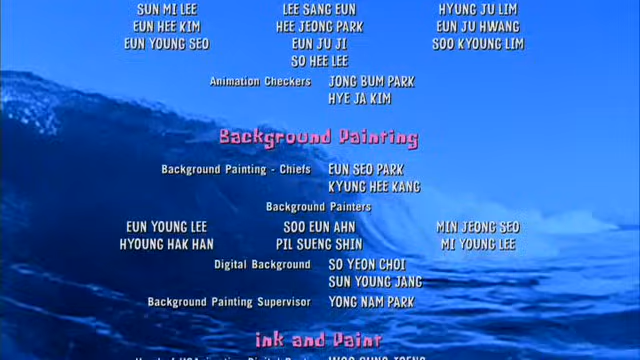 SUN MI LEE LEE SANG EUN HYUNG JU LIM
EUN HEE KIM HEE JEONG PARK EUN JU HWANG
EUN YOUNG SEO EUN JU JI SOO KYOUNG LIM
SO HEE LEE
Animation Checkers JONG BUM PARK
HYE JA KIM
Background Painting
Background Painting - Chiefs EUN SEO PARK
KYUNG HEE KANG
Background Painters
EUN YOUNG LEE SOO EUN AHN MIN JEONG SEO
HYOUNG HAK HAN PIL SUENG SHIN MI YOUNG LEE
Digital Background SO YEON CHOI
SUN YOUNG JANG
Background Painting Supervisor YONG NAM PARK
ink and Paint